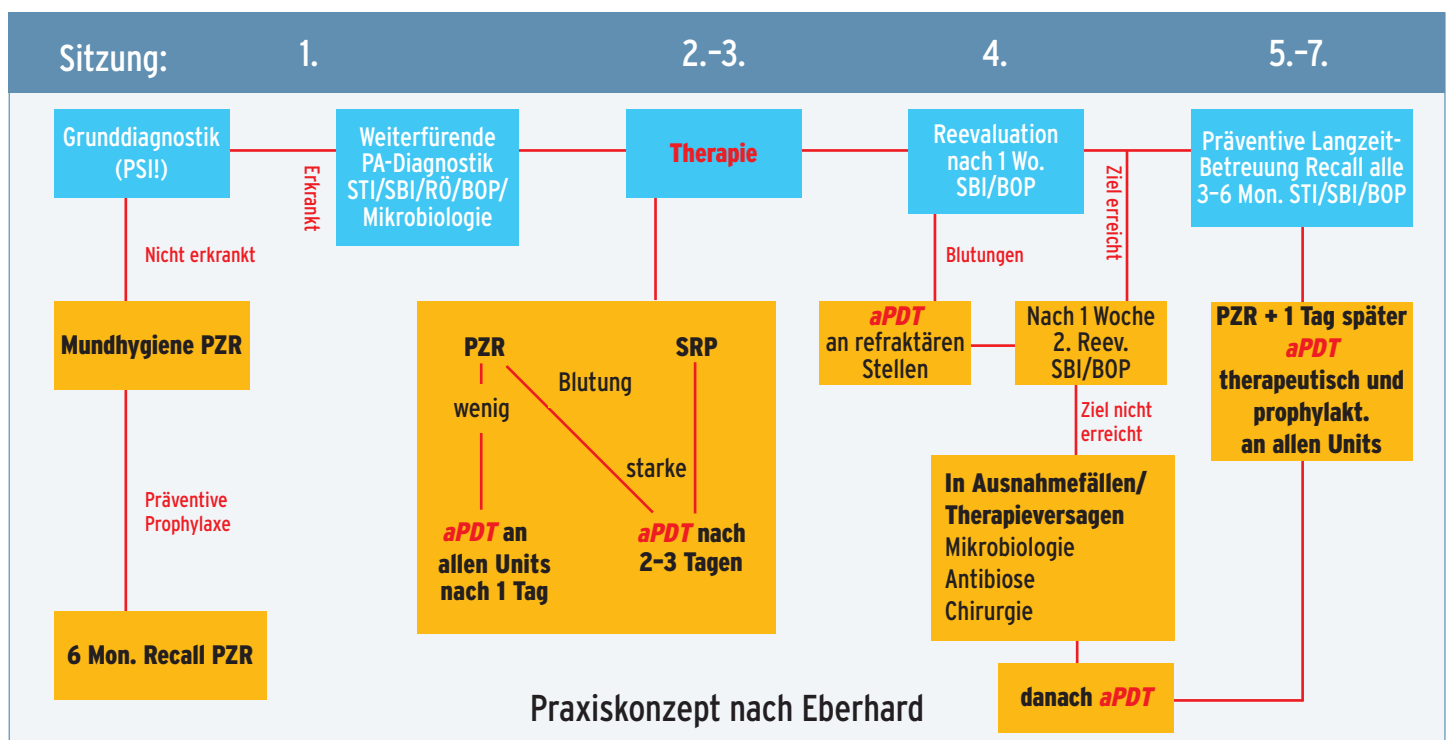 Sitzung: 1. 2.–3. 4. 5.–7.
Grunddiagnostik
(PSI!)
Erkrankt
Weiterfürende
PA-Diagnostik
STI/SBI/RÖ/BOP/
Mikrobiologie
Therapie
Reevaluation
nach 1 Wo.
SBI/BOP
Ziel erreicht
Präventive Langzeit-
Betreuung Recall alle
3–6 Mon. STI/SBI/BOP
Nicht erkrankt
Mundhygiene PZR
Präventive
Prophylaxe
6 Mon. Recall PZR
PZR SRP
Blutung
wenig
starke
aPDT an
allen Units
nach 1 Tag
aPDT nach
2–3 Tagen
Blutungen
aPDT
an refraktären
Stellen
Nach 1 Woche
2. Reev.
SBI/BOP
Ziel nicht
erreicht
In Ausnahmefällen/
Therapieversagen
Mikrobiologie
Antibiose
Chirurgie
danach aPDT
PZR + 1 Tag später
aPDT
therapeutisch und
prophylakt.
an allen Units
Praxiskonzept nach Eberhard